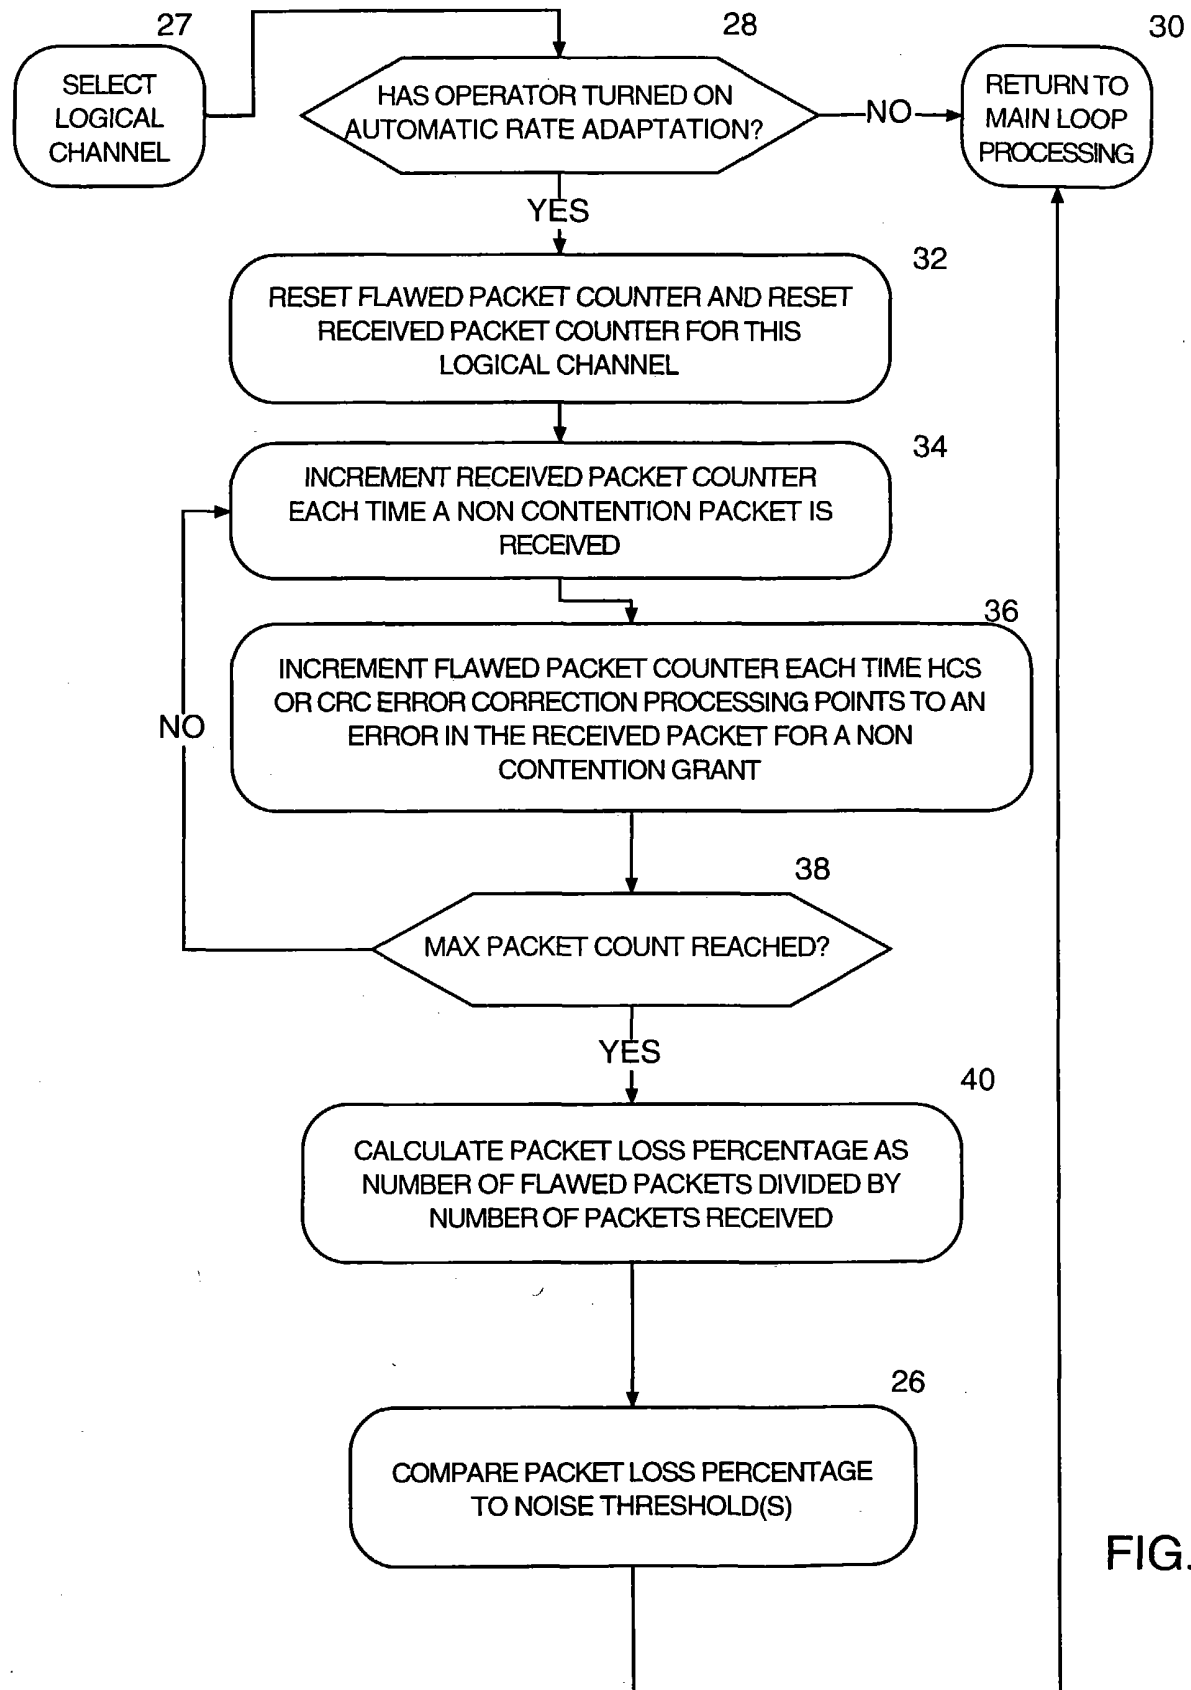 27
28
30
SELECT
LOGICAL
CHANNEL
HAS OPERATOR TURNED ON
AUTOMATIC RATE ADAPTATION?
NO
RETURN TO
MAIN LOOP
PROCESSING
YES
32
RESET FLAWED PACKET COUNTER AND RESET
RECEIVED PACKET COUNTER FOR THIS
LOGICAL CHANNEL
34
INCREMENT RECEIVED PACKET COUNTER
EACH TIME A NON CONTENTION PACKET IS
RECEIVED
36
INCREMENT FLAWED PACKET COUNTER EACH TIME HCS
OR CRC ERROR CORRECTION PROCESSING POINTS TO AN
ERROR IN THE RECEIVED PACKET FOR A NON
CONTENTION GRANT
NO
38
MAX PACKET COUNT REACHED?
YES
40
CALCULATE PACKET LOSS PERCENTAGE AS
NUMBER OF FLAWED PACKETS DIVIDED BY
NUMBER OF PACKETS RECEIVED
26
COMPARE PACKET LOSS PERCENTAGE
TO NOISE THRESHOLD(S)
FIG.